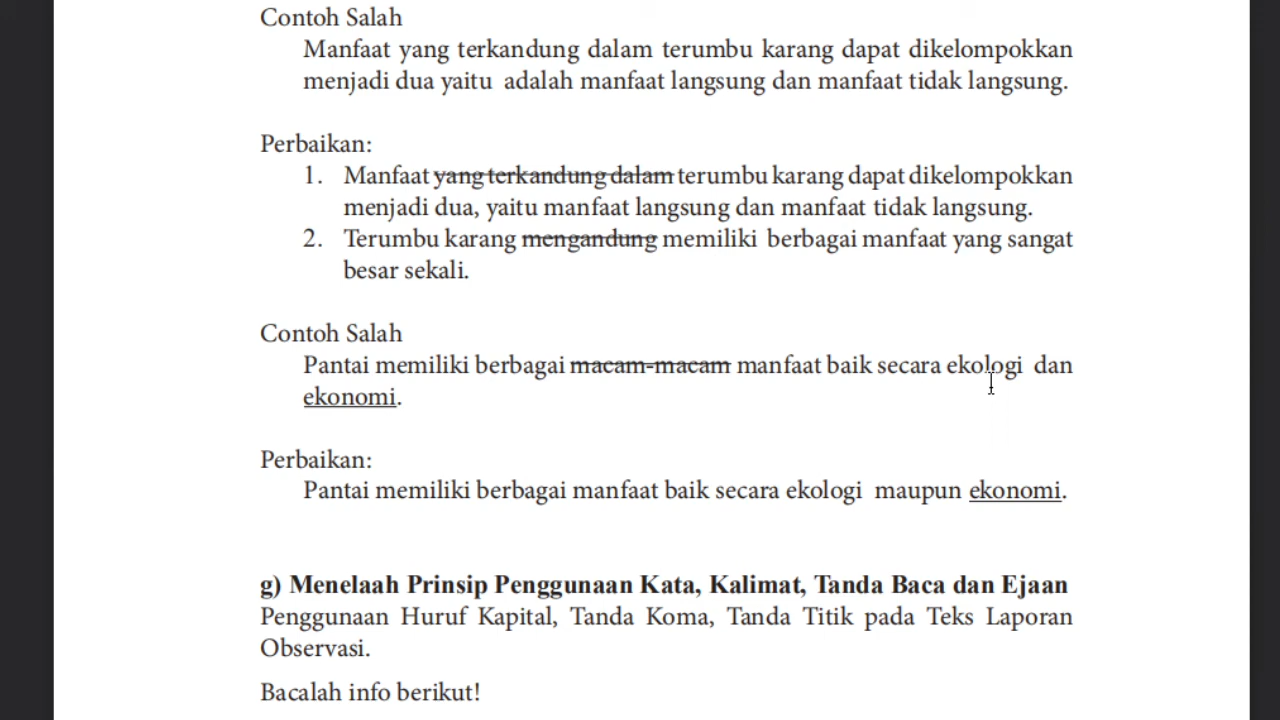 Contoh Salah
Manfaat yang terkandung dalam terumbu karang dapat dikelompokkan
menjadi dua yaitu adalah manfaat langsung dan manfaat tidak langsung.
Perbaikan:
1. Manfaat yang terkandung dalam terumbu karang dapat dikelompokkan
menjadi dua, yaitu manfaat langsung dan manfaat tidak langsung.
2. Terumbu karang mengandung memiliki berbagai manfaat yang sangat
besar sekali.
Contoh Salah
Pantai memiliki berbagai macam-macam manfaat baik secara ekologi dan
ekonomi.
Perbaikan:
Pantai memiliki berbagai manfaat baik secara ekologi maupun ekonomi.
g) Menelaah Prinsip Penggunaan Kata, Kalimat, Tanda Baca dan Ejaan
Penggunaan Huruf Kapital, Tanda Koma, Tanda Titik pada Teks Laporan
Observasi.
Bacalah info berikut!